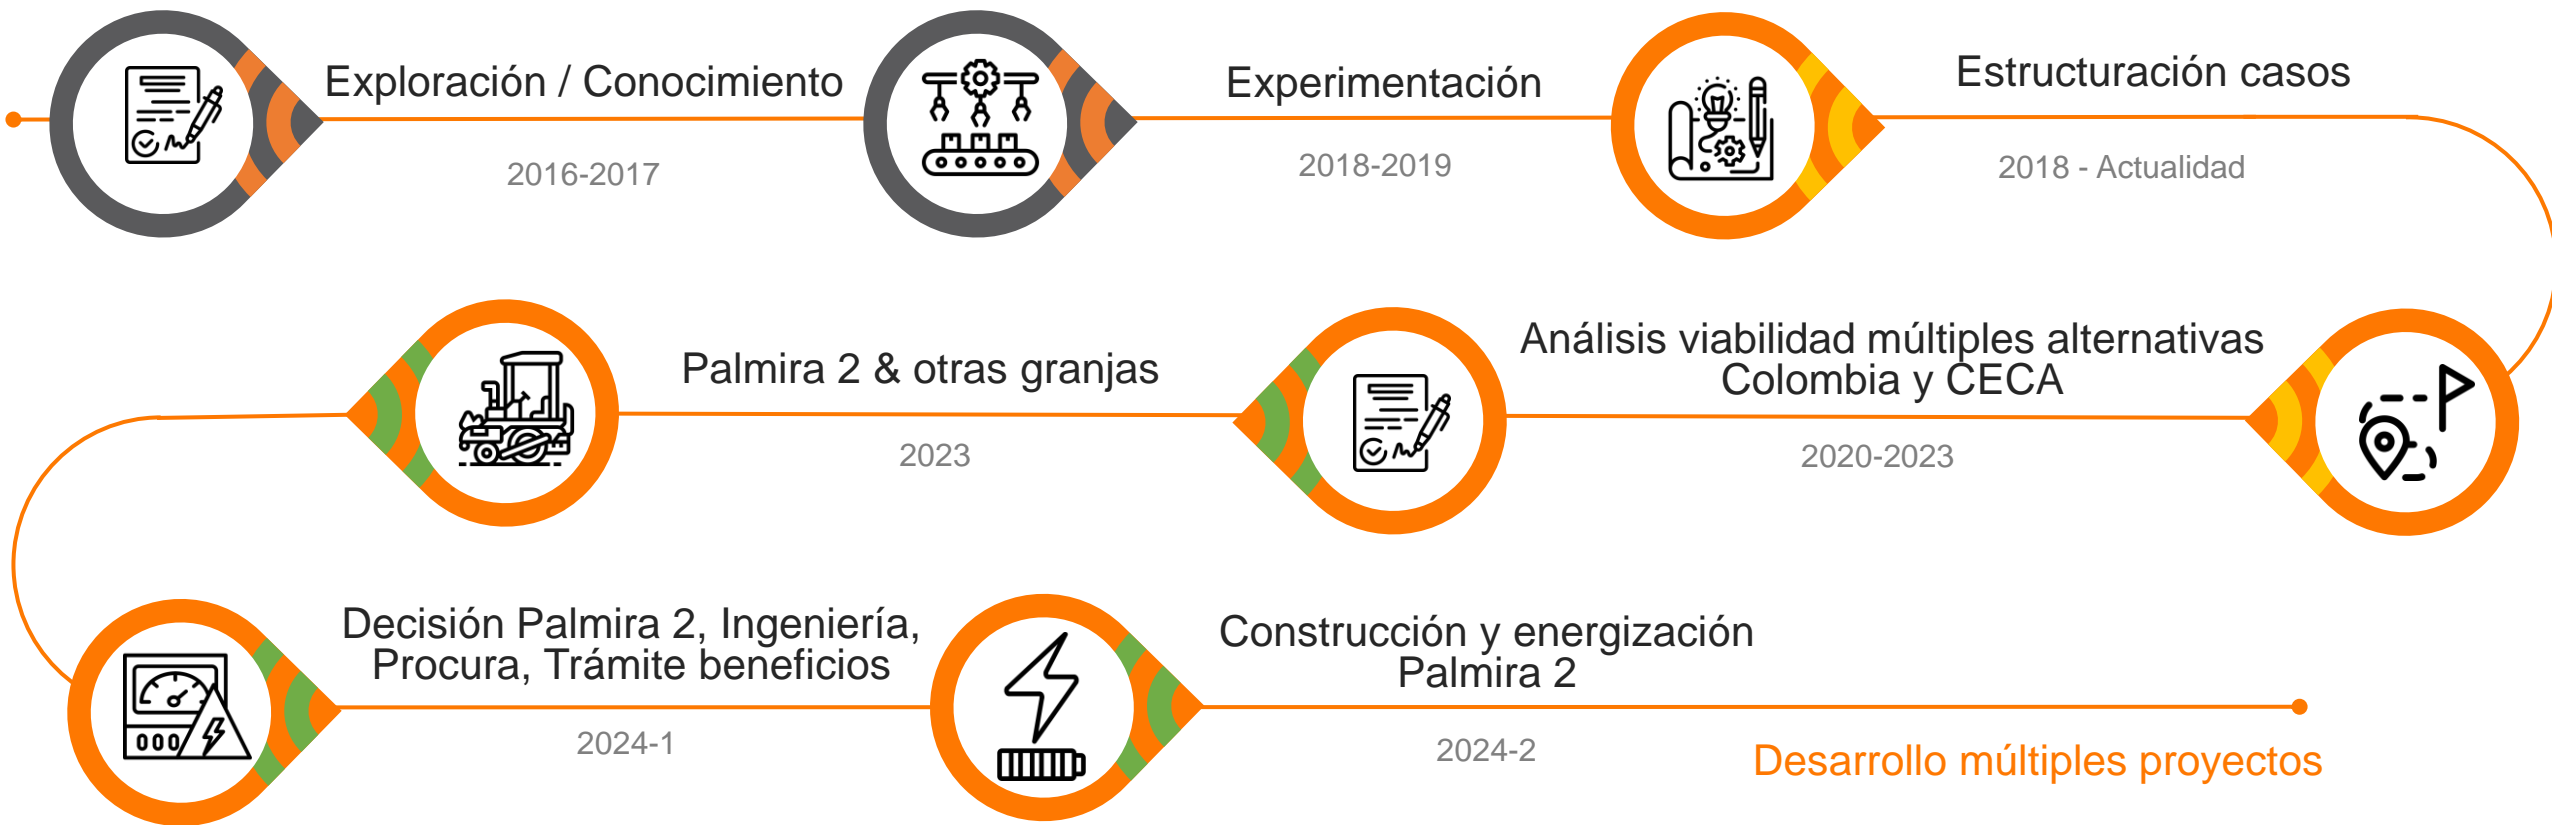 Exploración / Conocimiento
2016-2017
Experimentación
2018-2019
Estructuración casos
2018 - Actualidad
Análisis viabilidad múltiples alternativas
Colombia y CECA
2020-2023
Palmira 2 & otras granjas
2023
Decisión Palmira 2, Ingeniería,
Procura, Trámite beneficios
2024-1
Construcción y energización
Palmira 2
2024-2
Desarrollo múltiples proyectos